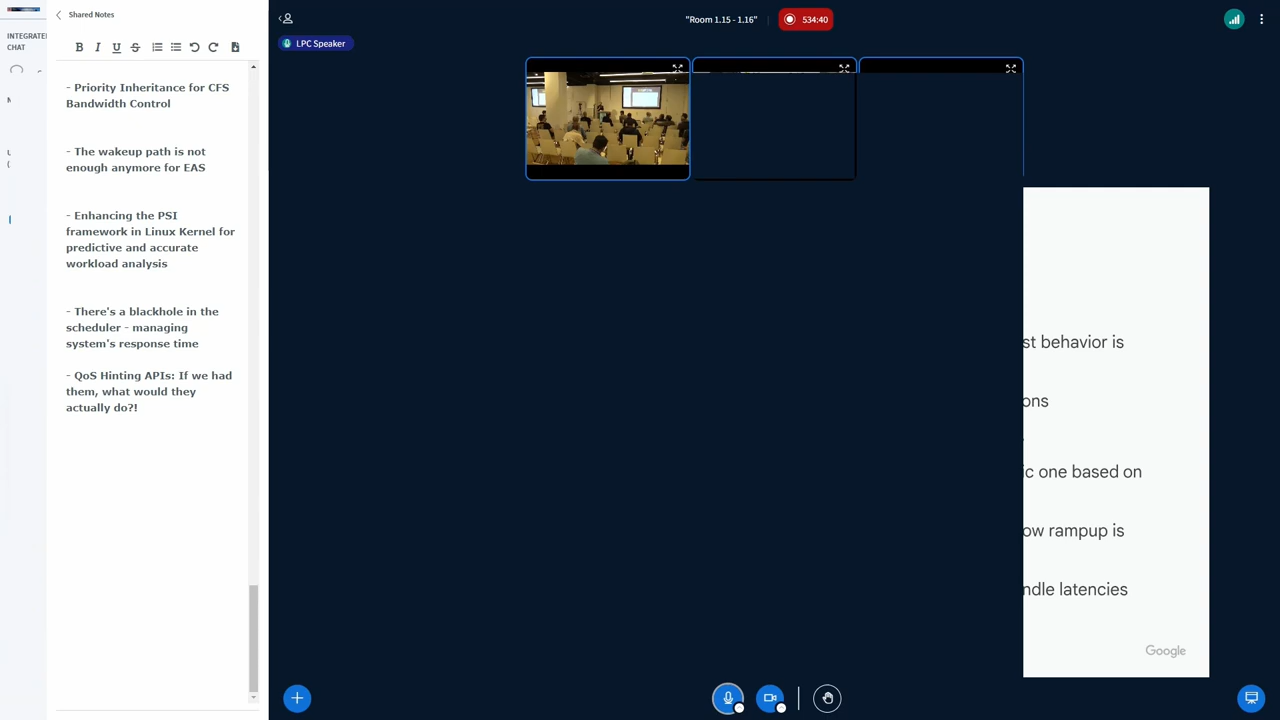 INTEGRATE
CHAT
Shared Notes
- Priority Inheritance for CFS
Bandwidth Control
- The wakeup path is not
enough anymore for EAS
- Enhancing the PSI
framework in Linux Kernel for
predictive and accurate
workload analysis
- There's a blackhole in the
scheduler - managing
system's response time
- QoS Hinting APIs: If we had
them, what would they
actually do?!
"Room 1.15 - 1.16"
534:40
LPC Speaker
st behavior is
ons
ic one based on
ow rampup is
ndle latencies
Google